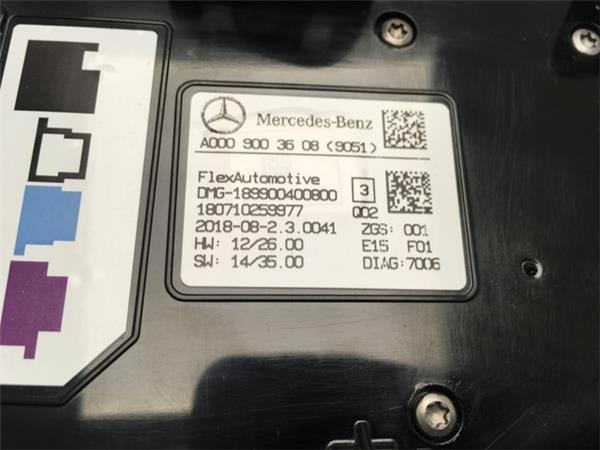 Mercedes-Benz
A000 900 36 08 (9051)
FlexAutomotive
DMG-189900400800
3
180710259977
Q02
2018-08-2.3.0041 ZGS: 001
HW: 12/26.00 E15 F01
SW: 14/35.00 DIAG:7006